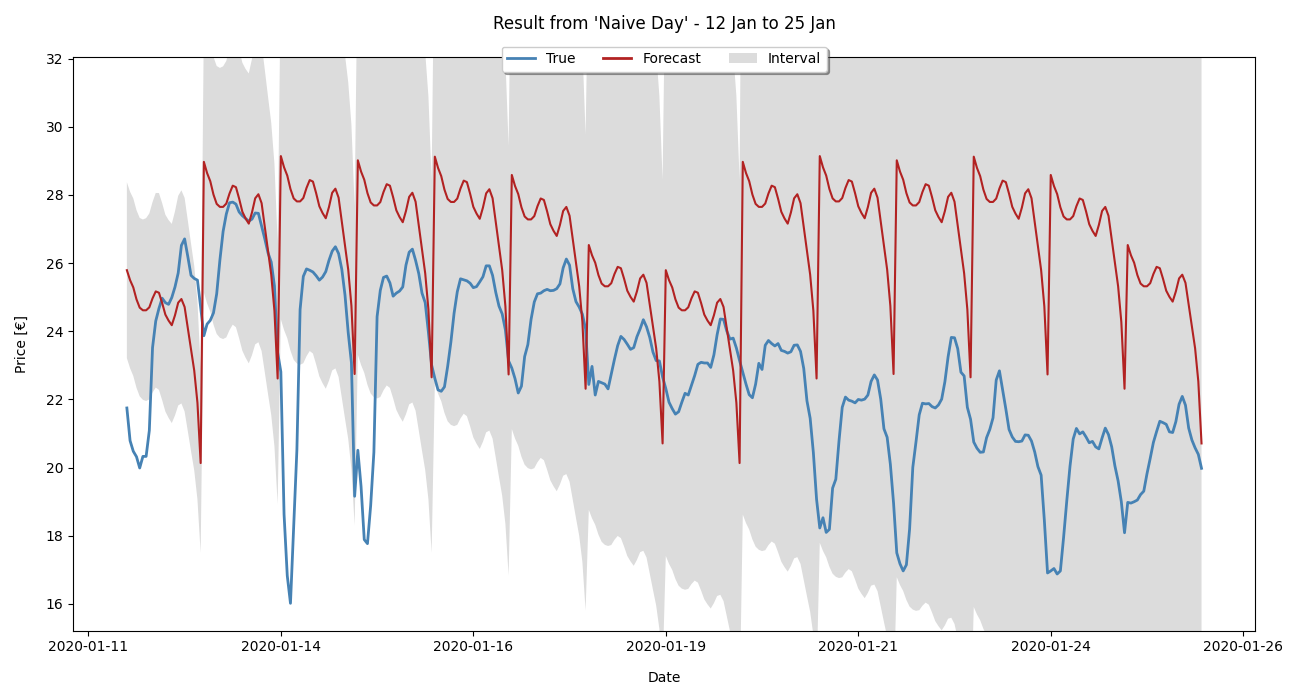 Result from 'Naive Day' - 12 Jan to 25 Jan
True Forecast Interval
32
30
28
26
24
22
20
18
16
Price [€]
2020-01-11 2020-01-14 2020-01-16 2020-01-19 2020-01-21 2020-01-24 2020-01-26
Date